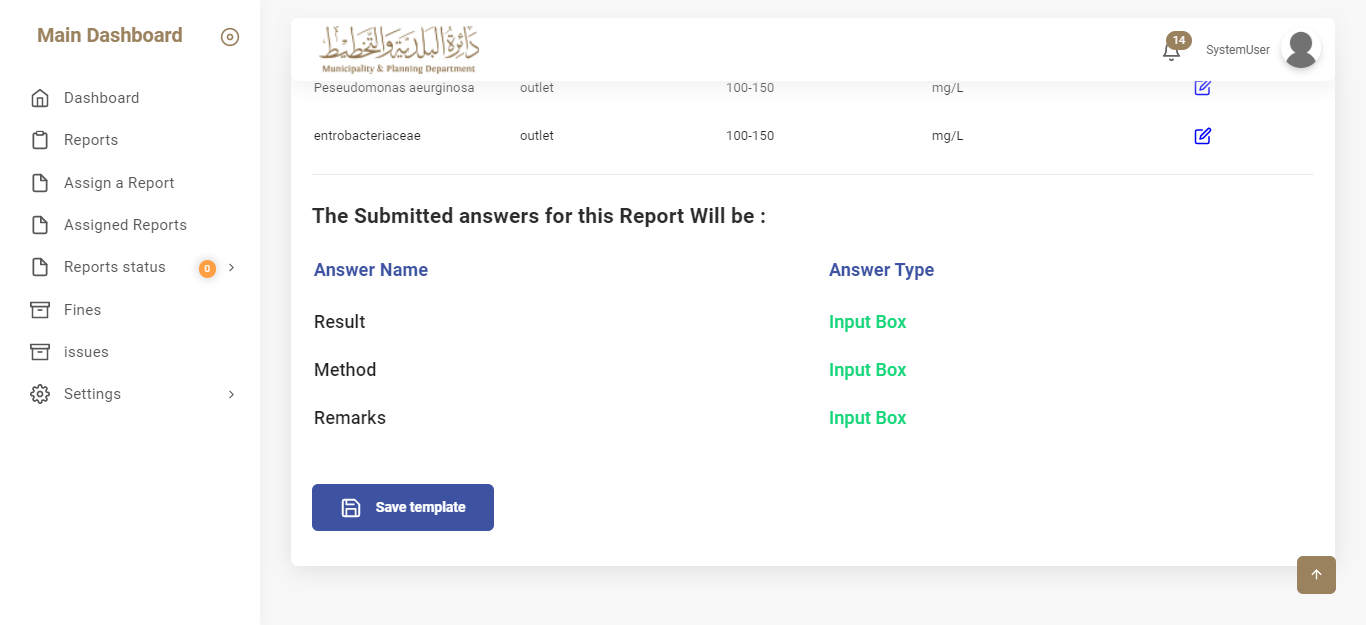 Main Dashboard
دائرة البلدية والتخطيط
Municipality & Planning Department
14
SystemUser
Dashboard
Reports
Assign a Report
Assigned Reports
Reports status 0
Fines
issues
Settings
Peseudomonas aeurginosa outlet 100-150 mg/L
entrobacteriaceae outlet 100-150 mg/L
The Submitted answers for this Report Will be :
Answer Name Answer Type
Result Input Box
Method Input Box
Remarks Input Box
Save template